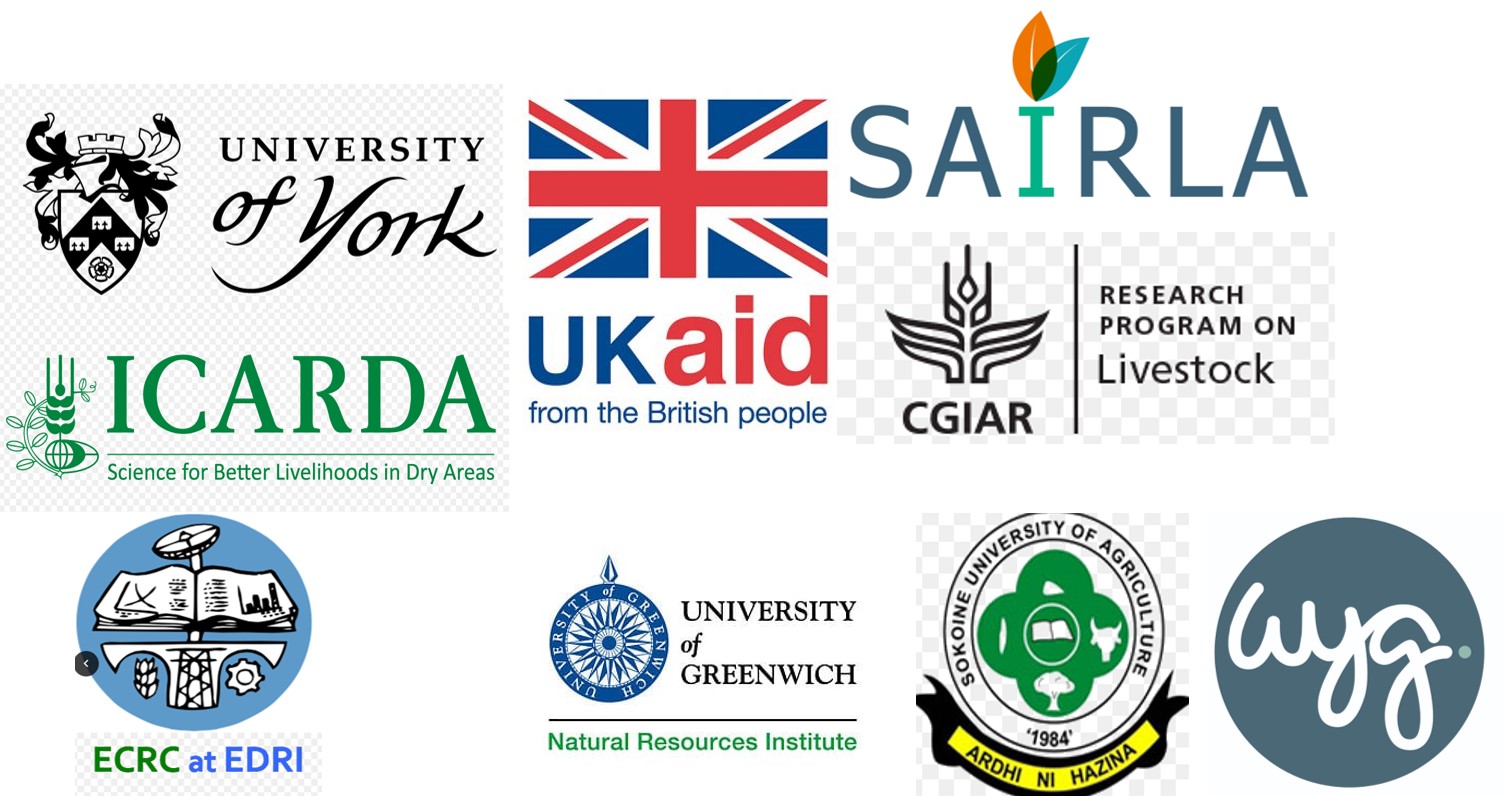 UNIVERSITY
of York
ICARDA
Science for Better Livelihoods in Dry Areas
UKaid
from the British people
SAIRLA
CGIAR
RESEARCH
PROGRAM ON
Livestock
ECRC at EDRI
UNIVERSITY of GREENWICH
UNIVERSITY
of
GREENWICH
Natural Resources Institute
SOKOINE UNIVERSITY OF AGRICULTURE
'1984'
ARDHI NI HAZINA
wyg.